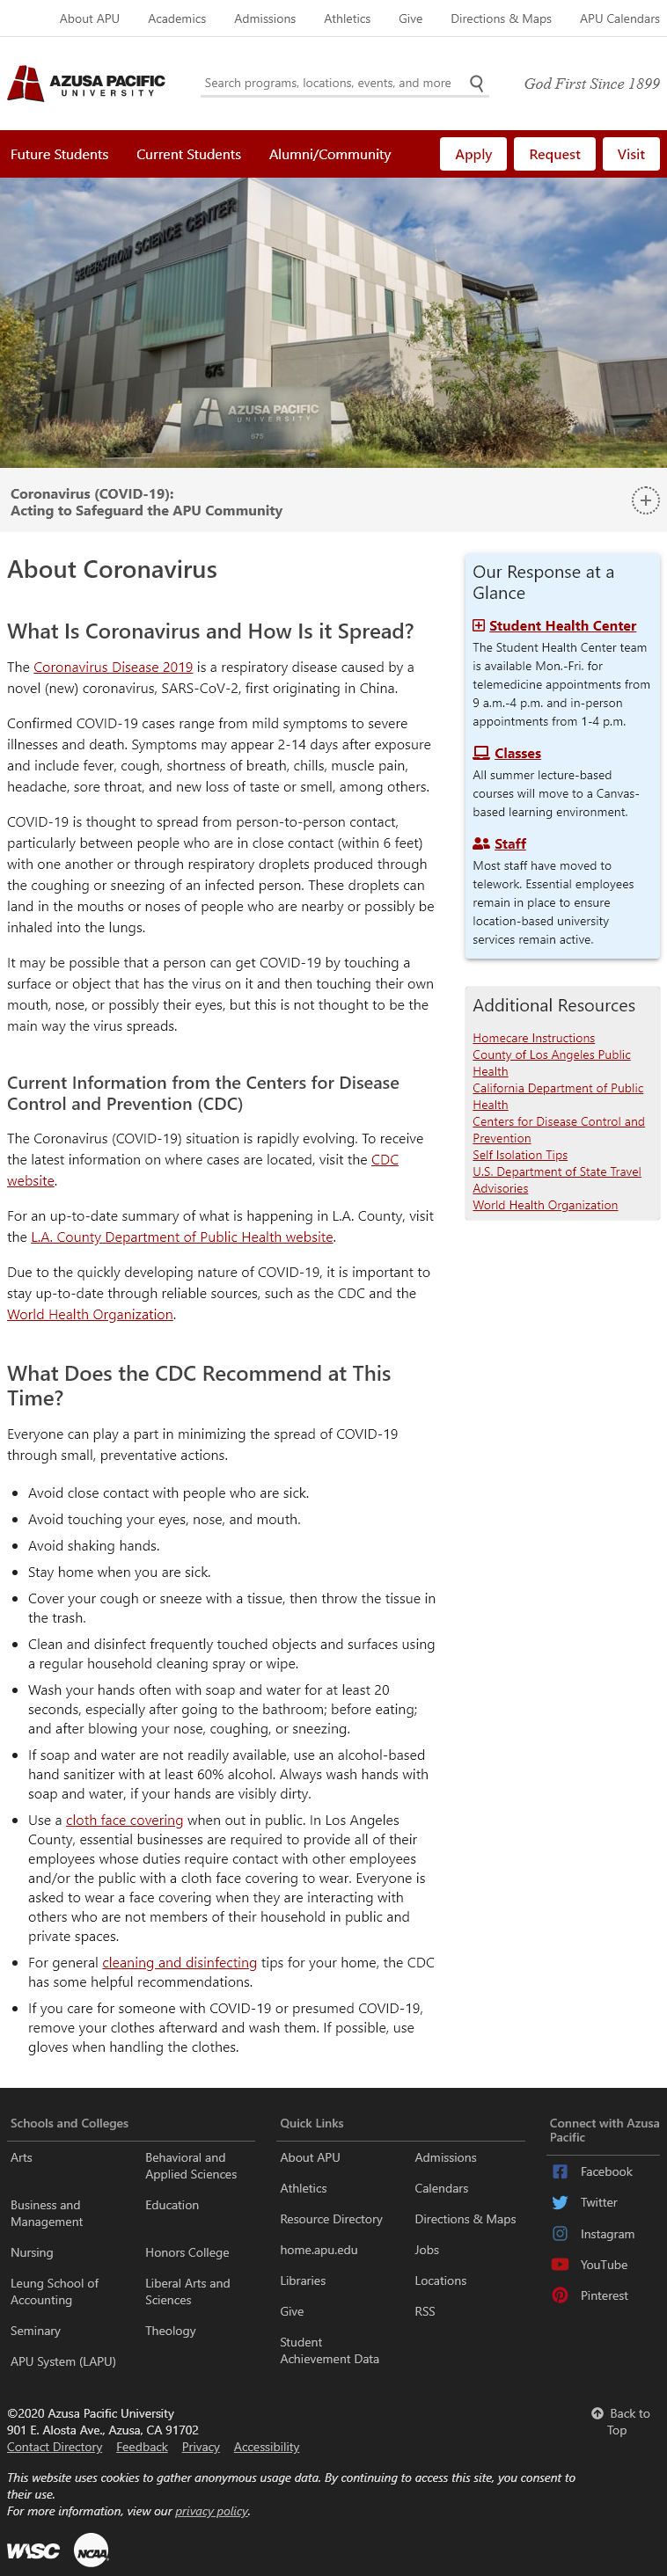 About APU Academics Admissions Athletics Give Directions & Maps APU Calendars
AZUSA PACIFIC
UNIVERSITY
Search programs, locations, events, and more
God First Since 1899
Future Students Current Students Alumni/Community Apply Request Visit
SEGERSTROM SCIENCE CENTER
675
AZUSA PACIFIC
UNIVERSITY
675
Coronavirus (COVID-19):
Acting to Safeguard the APU Community
About Coronavirus
What Is Coronavirus and How Is it Spread?
The Coronavirus Disease 2019 is a respiratory disease caused by a
novel (new) coronavirus, SARS-CoV-2, first originating in China.
Confirmed COVID-19 cases range from mild symptoms to severe
illnesses and death. Symptoms may appear 2-14 days after exposure
and include fever, cough, shortness of breath, chills, muscle pain,
headache, sore throat, and new loss of taste or smell, among others.
COVID-19 is thought to spread from person-to-person contact,
particularly between people who are in close contact (within 6 feet)
with one another or through respiratory droplets produced through
the coughing or sneezing of an infected person. These droplets can
land in the mouths or noses of people who are nearby or possibly be
inhaled into the lungs.
It may be possible that a person can get COVID-19 by touching a
surface or object that has the virus on it and then touching their own
mouth, nose, or possibly their eyes, but this is not thought to be the
main way the virus spreads.
Current Information from the Centers for Disease
Control and Prevention (CDC)
The Coronavirus (COVID-19) situation is rapidly evolving. To receive
the latest information on where cases are located, visit the CDC
website.
For an up-to-date summary of what is happening in L.A. County, visit
the L.A. County Department of Public Health website.
Due to the quickly developing nature of COVID-19, it is important to
stay up-to-date through reliable sources, such as the CDC and the
World Health Organization.
What Does the CDC Recommend at This
Time?
Everyone can play a part in minimizing the spread of COVID-19
through small, preventative actions.
Avoid close contact with people who are sick.
Avoid touching your eyes, nose, and mouth.
Avoid shaking hands.
Stay home when you are sick.
Cover your cough or sneeze with a tissue, then throw the tissue in
the trash.
Clean and disinfect frequently touched objects and surfaces using
a regular household cleaning spray or wipe.
Wash your hands often with soap and water for at least 20
seconds, especially after going to the bathroom; before eating;
and after blowing your nose, coughing, or sneezing.
If soap and water are not readily available, use an alcohol-based
hand sanitizer with at least 60% alcohol. Always wash hands with
soap and water, if your hands are visibly dirty.
Use a cloth face covering when out in public. In Los Angeles
County, essential businesses are required to provide all of their
employees whose duties require contact with other employees
and/or the public with a cloth face covering to wear. Everyone is
asked to wear a face covering when they are interacting with
others who are not members of their household in public and
private spaces.
For general cleaning and disinfecting tips for your home, the CDC
has some helpful recommendations.
If you care for someone with COVID-19 or presumed COVID-19,
remove your clothes afterward and wash them. If possible, use
gloves when handling the clothes.
Our Response at a
Glance
Student Health Center
The Student Health Center team
is available Mon.-Fri. for
telemedicine appointments from
9 a.m.-4 p.m. and in-person
appointments from 1-4 p.m.
Classes
All summer lecture-based
courses will move to a Canvas-
based learning environment.
Staff
Most staff have moved to
telework. Essential employees
remain in place to ensure
location-based university
services remain active.
Additional Resources
Homecare Instructions
County of Los Angeles Public
Health
California Department of Public
Health
Centers for Disease Control and
Prevention
Self Isolation Tips
U.S. Department of State Travel
Advisories
World Health Organization
Schools and Colleges
Arts
Behavioral and
Applied Sciences
Business and
Management
Education
Nursing
Honors College
Leung School of
Accounting
Liberal Arts and
Sciences
Seminary
Theology
APU System (LAPU)
Quick Links
About APU
Admissions
Athletics
Calendars
Resource Directory
Directions & Maps
home.apu.edu
Jobs
Libraries
Locations
Give
RSS
Student
Achievement Data
Connect with Azusa
Pacific
Facebook
Twitter
Instagram
YouTube
Pinterest
©2020 Azusa Pacific University
901 E. Alosta Ave., Azusa, CA 91702
Contact Directory Feedback Privacy Accessibility
Back to
Top
This website uses cookies to gather anonymous usage data. By continuing to access this site, you consent to
their use.
For more information, view our privacy policy.
WISC NCAA